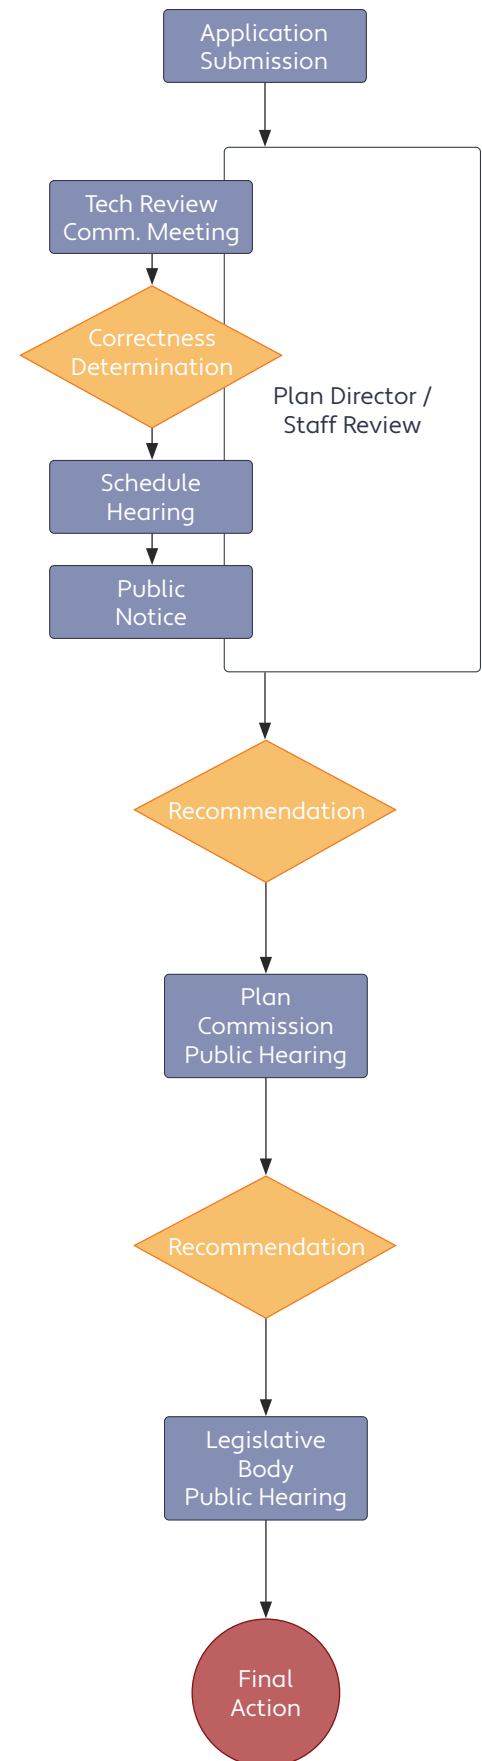 Application
Submission
Tech Review
Comm. Meeting
Correctness
Determination
Plan Director /
Staff Review
Schedule
Hearing
Public
Notice
Recommendation
Plan
Commission
Public Hearing
Recommendation
Legislative
Body
Public Hearing
Final
Action